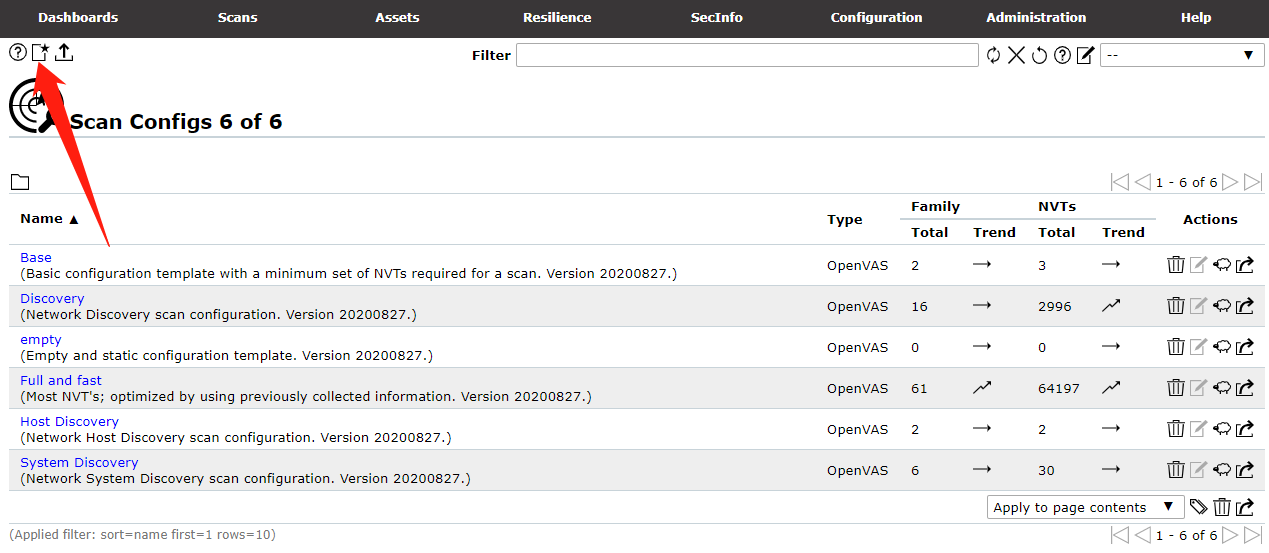 Dashboards Scans Assets Resilience SecInfo Configuration Administration Help
Filter --
Scan Configs 6 of 6
1 - 6 of 6
Name ▲ Type Family NVTs Actions
Total Trend Total Trend
Base
(Basic configuration template with a minimum set of NVTs required for a scan. Version 20200827.) OpenVAS 2 3
Discovery
(Network Discovery scan configuration. Version 20200827.) OpenVAS 16 2996
empty
(Empty and static configuration template. Version 20200827.) OpenVAS 0 0
Full and fast
(Most NVT's; optimized by using previously collected information. Version 20200827.) OpenVAS 61 64197
Host Discovery
(Network Host Discovery scan configuration. Version 20200827.) OpenVAS 2 2
System Discovery
(Network System Discovery scan configuration. Version 20200827.) OpenVAS 6 30
Apply to page contents
(Applied filter: sort=name first=1 rows=10) 1 - 6 of 6